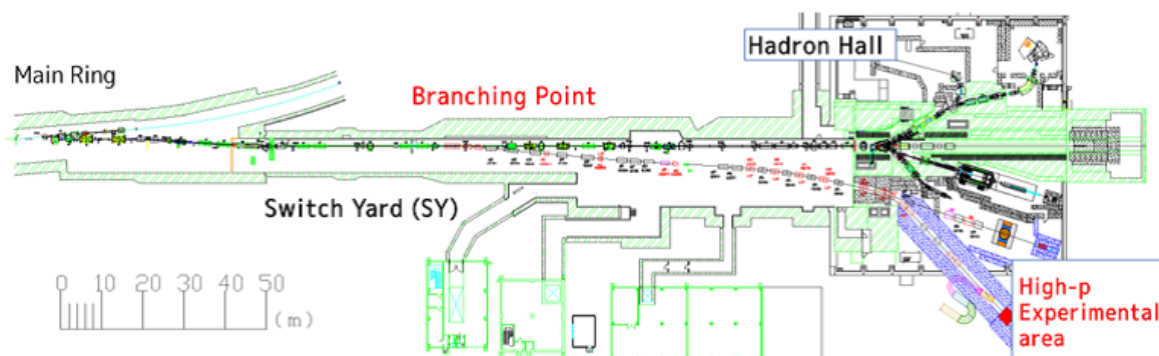 Hadron Hall
Main Ring
Branching Point
Switch Yard (SY)
0 10 20 30 40 50
(m)
High-p
Experimental
area